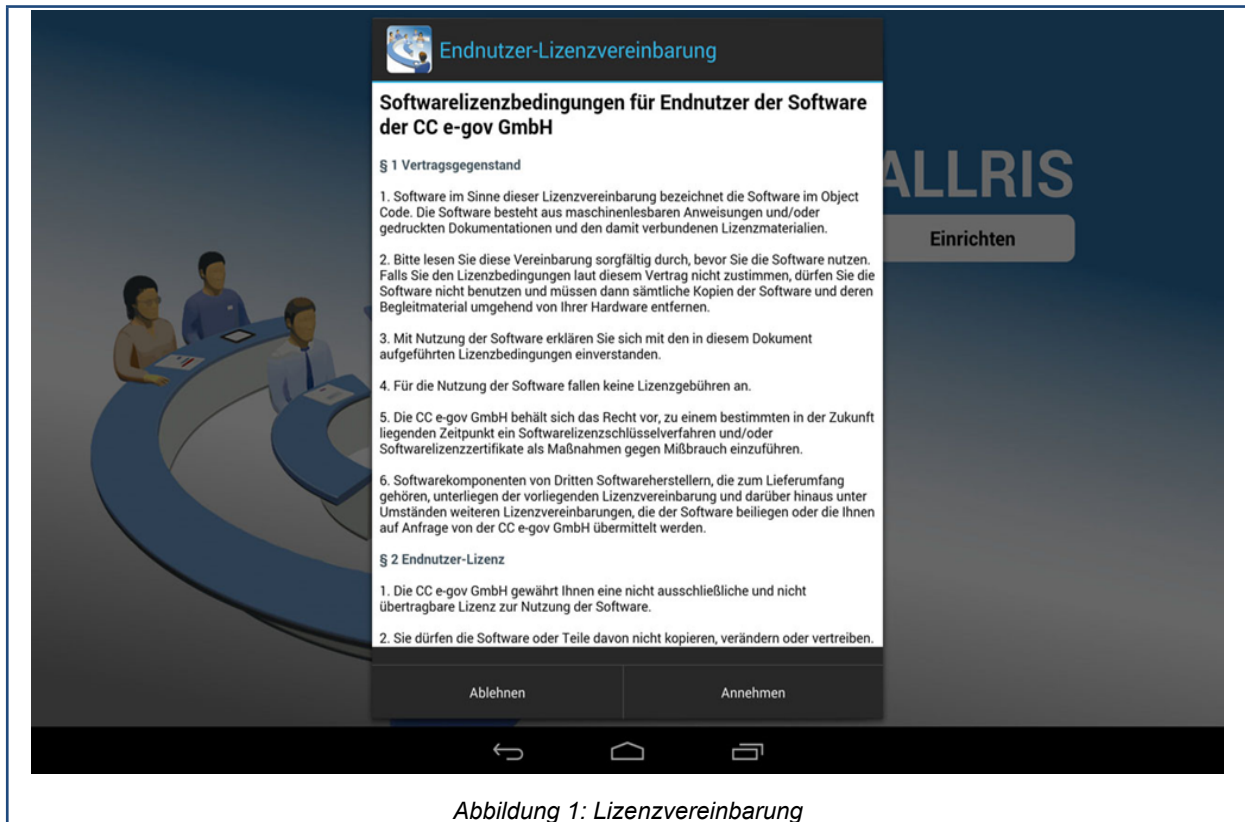 Endnutzer-Lizenzvereinbarung
Softwarelizenzbedingungen für Endnutzer der Software
der CC e-gov GmbH
§ 1 Vertragsgegenstand
1. Software im Sinne dieser Lizenzvereinbarung bezeichnet die Software im Object
Code. Die Software besteht aus maschinenlesbaren Anweisungen und/oder
gedruckten Dokumentationen und den damit verbundenen Lizenzmaterialien.
2. Bitte lesen Sie diese Vereinbarung sorgfältig durch, bevor Sie die Software nutzen.
Falls Sie den Lizenzbedingungen laut diesem Vertrag nicht zustimmen, dürfen Sie die
Software nicht benutzen und müssen dann sämtliche Kopien der Software und deren
Begleitmaterial umgehend von Ihrer Hardware entfernen.
3. Mit Nutzung der Software erklären Sie sich mit den in diesem Dokument
aufgeführten Lizenzbedingungen einverstanden.
4. Für die Nutzung der Software fallen keine Lizenzgebühren an.
5. Die CC e-gov GmbH behält sich das Recht vor, zu einem bestimmten in der Zukunft
liegenden Zeitpunkt ein Softwarelizenzschlüsselverfahren und/oder
Softwarelizenzzertifikate als Maßnahmen gegen Mißbrauch einzuführen.
6. Softwarekomponenten von Dritten Softwareherstellern, die zum Lieferumfang
gehören, unterliegen der vorliegenden Lizenzvereinbarung und darüber hinaus unter
Umständen weiteren Lizenzvereinbarungen, die der Software beiliegen oder die Ihnen
auf Anfrage von der CC e-gov GmbH übermittelt werden.
§ 2 Endnutzer-Lizenz
1. Die CC e-gov GmbH gewährt Ihnen eine nicht ausschließliche und nicht
übertragbare Lizenz zur Nutzung der Software.
2. Sie dürfen die Software oder Teile davon nicht kopieren, verändern oder vertreiben.
Ablehnen
Annehmen
ALLRIS
Einrichten
Abbildung 1: Lizenzvereinbarung